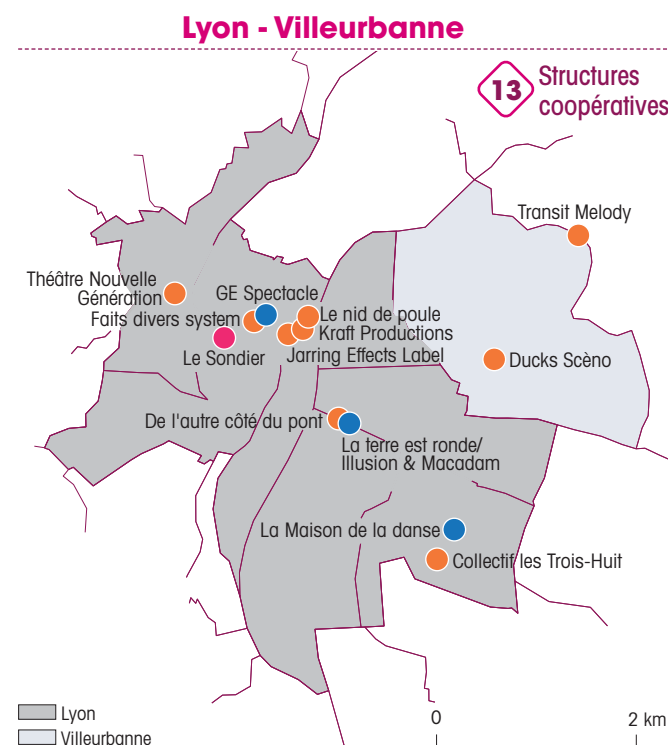 Lyon - Villeurbanne
13
Structures
coopératives
Transit Melody
Théâtre Nouvelle
Génération
GE Spectacle
Faits divers system
Le nid de poule
Kraft Productions
Le Sondier
Jarring Effects Label
Ducks Scèno
De l'autre côté du pont
La terre est ronde/
Illusion & Macadam
La Maison de la danse
Collectif les Trois-Huit
Lyon
Villeurbanne
0
2 km